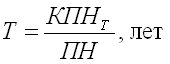 T = КПН_T / ПН, лет